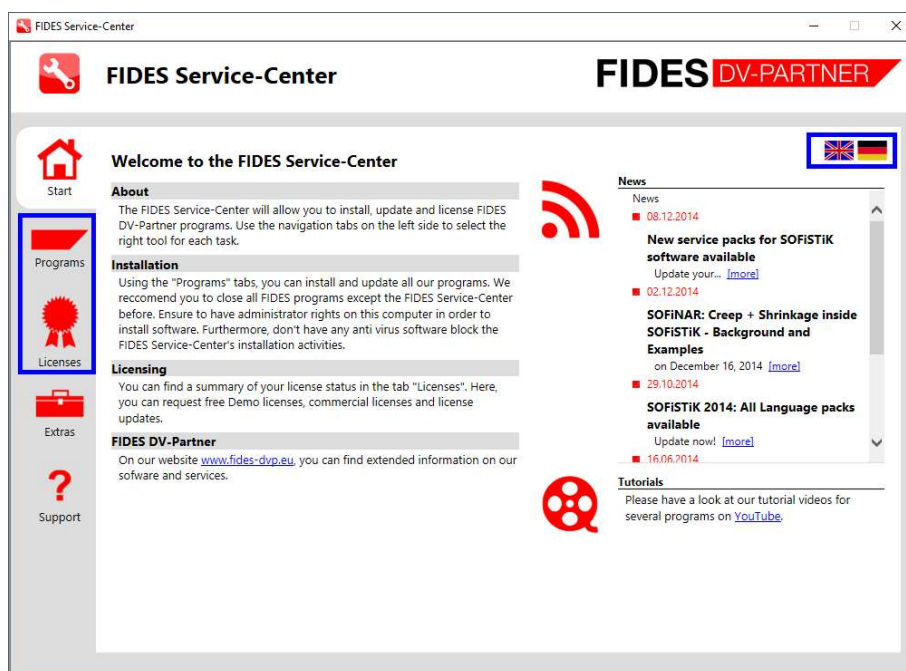 FIDES Service-Center
FIDES Service-Center
FIDES DV-PARTNER
Start
Programs
Licenses
Extras
Support
Welcome to the FIDES Service-Center
About
The FIDES Service-Center will allow you to install, update and license FIDES
DV-Partner programs. Use the navigation tabs on the left side to select the
right tool for each task.
Installation
Using the "Programs" tabs, you can install and update all our programs. We
reccommend you to close all FIDES programs except the FIDES Service-Center
before. Ensure to have administrator rights on this computer in order to
install software. Furthermore, don't have any anti virus software block the
FIDES Service-Center's installation activities.
Licensing
You can find a summary of your license status in the tab "Licenses". Here,
you can request free Demo licenses, commercial licenses and license
updates.
FIDES DV-Partner
On our website www.fides-dvp.eu, you can find extended information on our
sofware and services.
News
News
08.12.2014
New service packs for SOFiSTiK
software available
Update your... [more]
02.12.2014
SOFiNAR: Creep + Shrinkage inside
SOFiSTiK - Background and
Examples
on December 16, 2014 [more]
29.10.2014
SOFiSTiK 2014: All Language packs
available
Update now! [more]
16.06.2014
Tutorials
Please have a look at our tutorial videos for
several programs on YouTube.